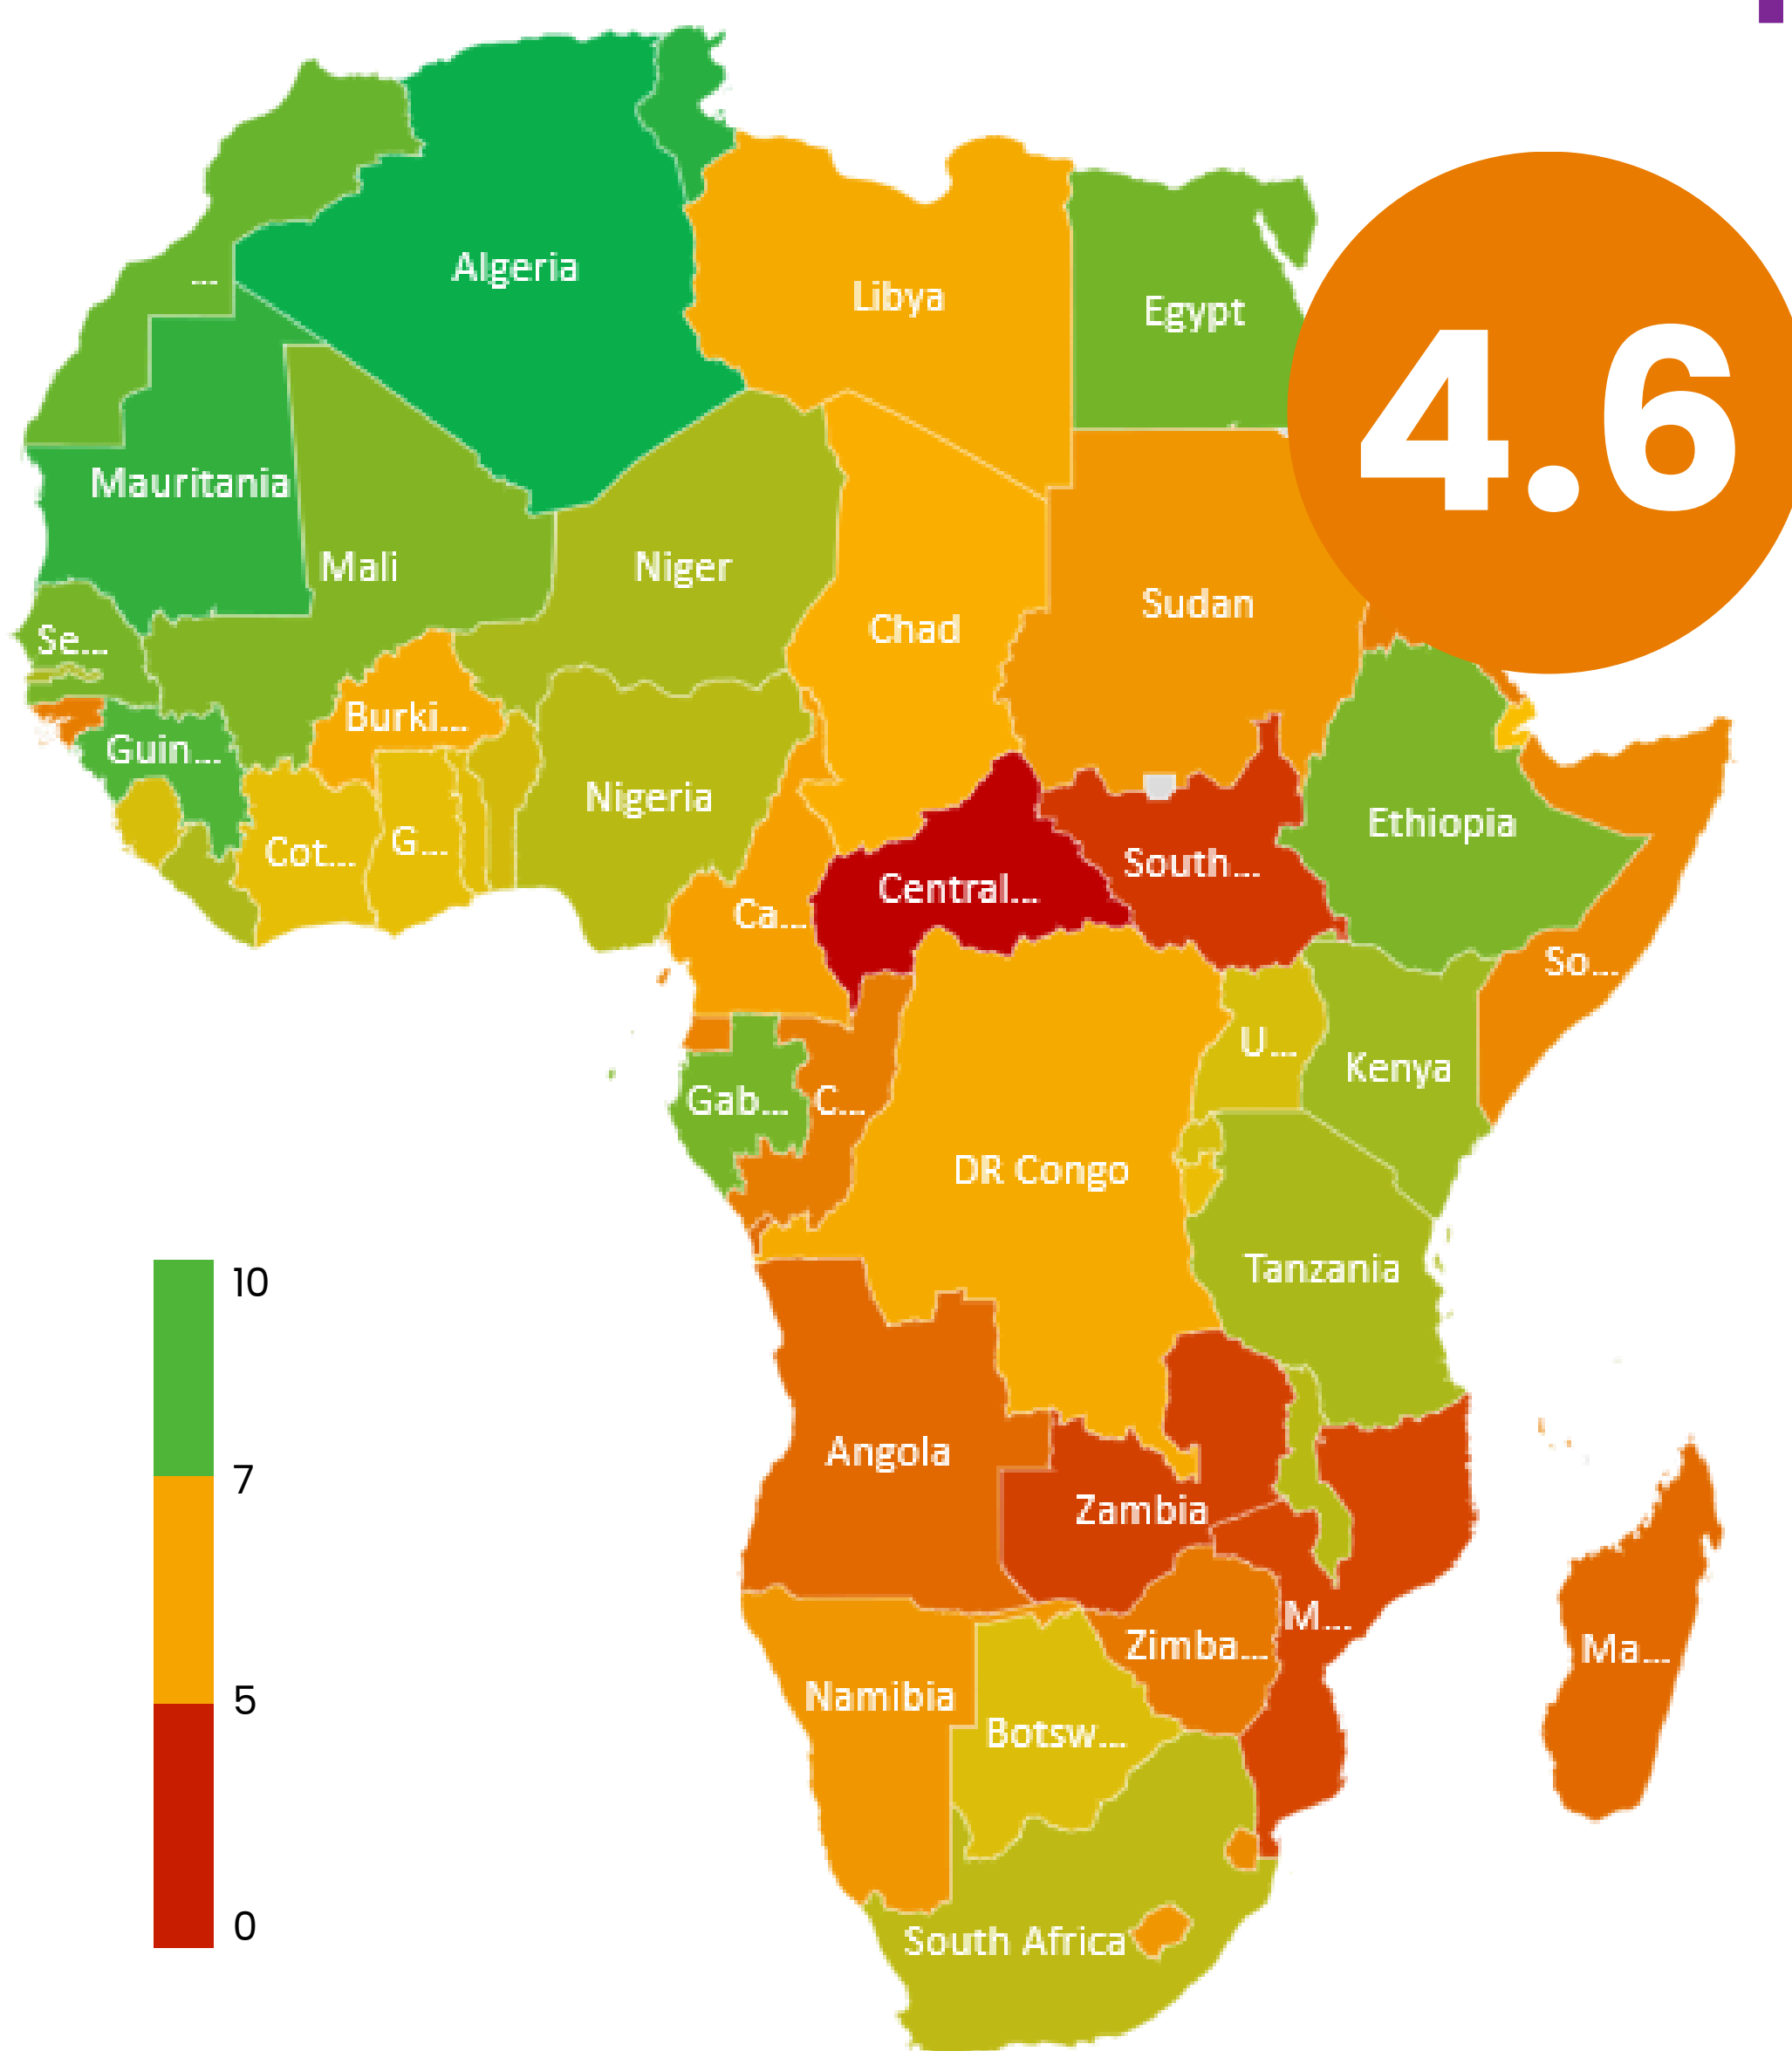 Algeria
Libya
Egypt
...
4.6
Mauritania
Mali
Niger
Chad
Sudan
Se...
Burki...
Guin...
Nigeria
Cot...
G...
Ethiopia
South...
Central...
Ca...
So...
U...
Kenya
Gab...
C...
DR Congo
Tanzania
10
7
5
0
Angola
Zambia
M...
Zimba...
Ma...
Namibia
Botsw...
South Africa